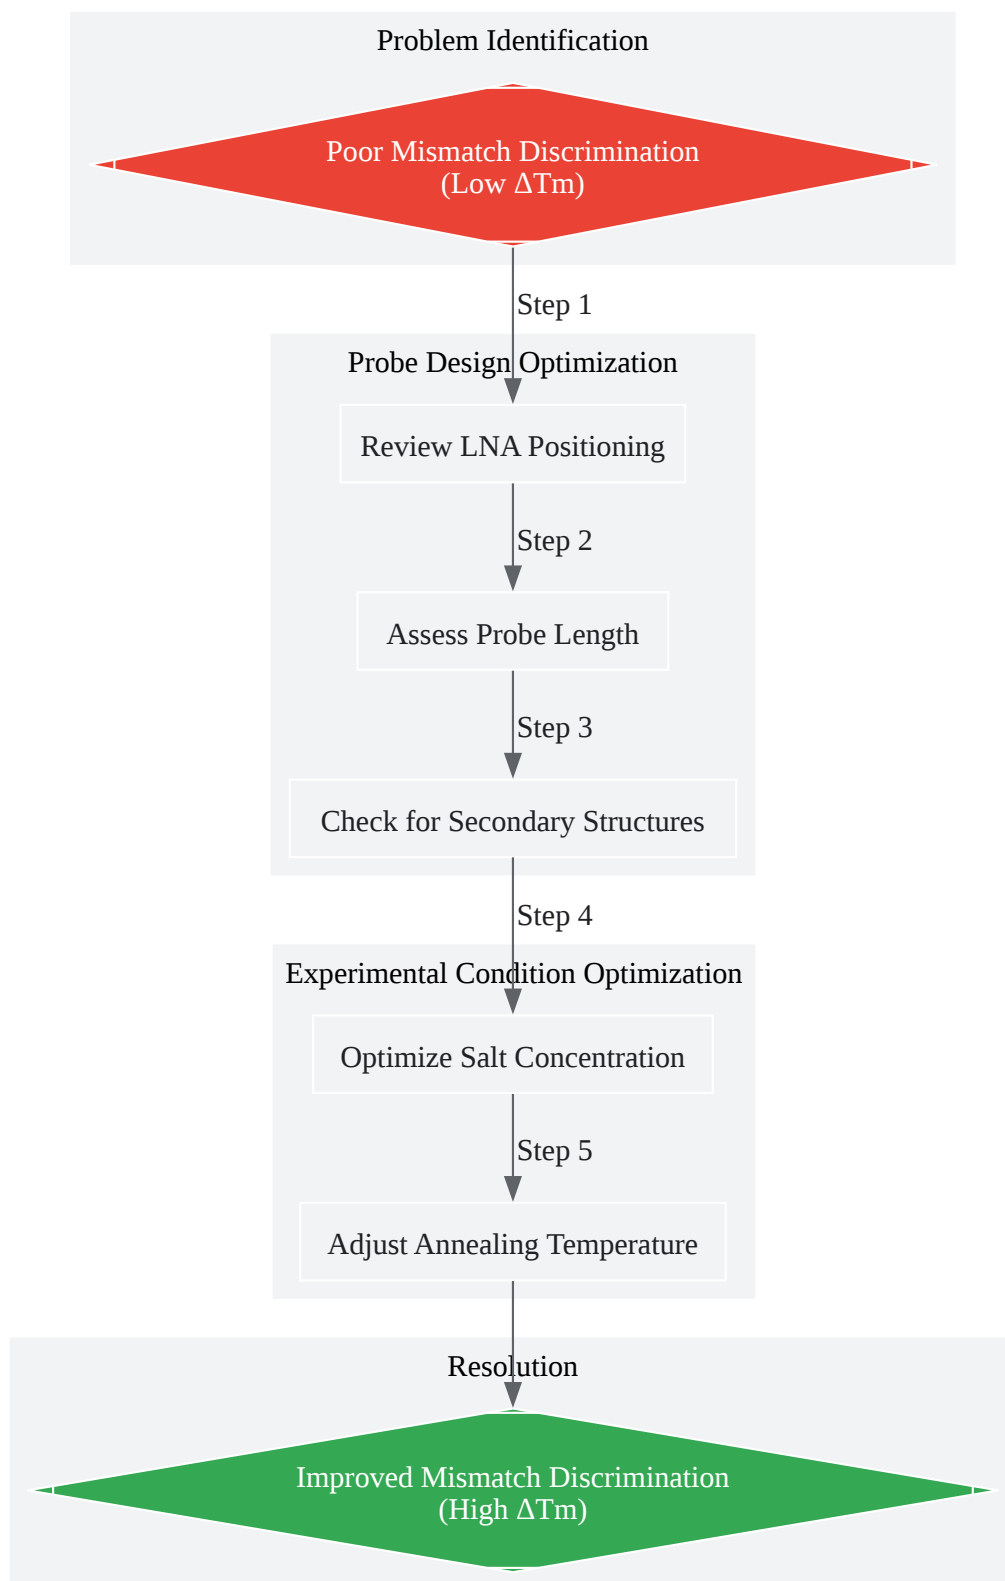 Problem Identification
Poor Mismatch Discrimination
(Low ΔTm)
Step 1
Probe Design Optimization
Review LNA Positioning
Step 2
Assess Probe Length
Step 3
Check for Secondary Structures
Step 4
Experimental Condition Optimization
Optimize Salt Concentration
Step 5
Adjust Annealing Temperature
Resolution
Improved Mismatch Discrimination
(High ΔTm)